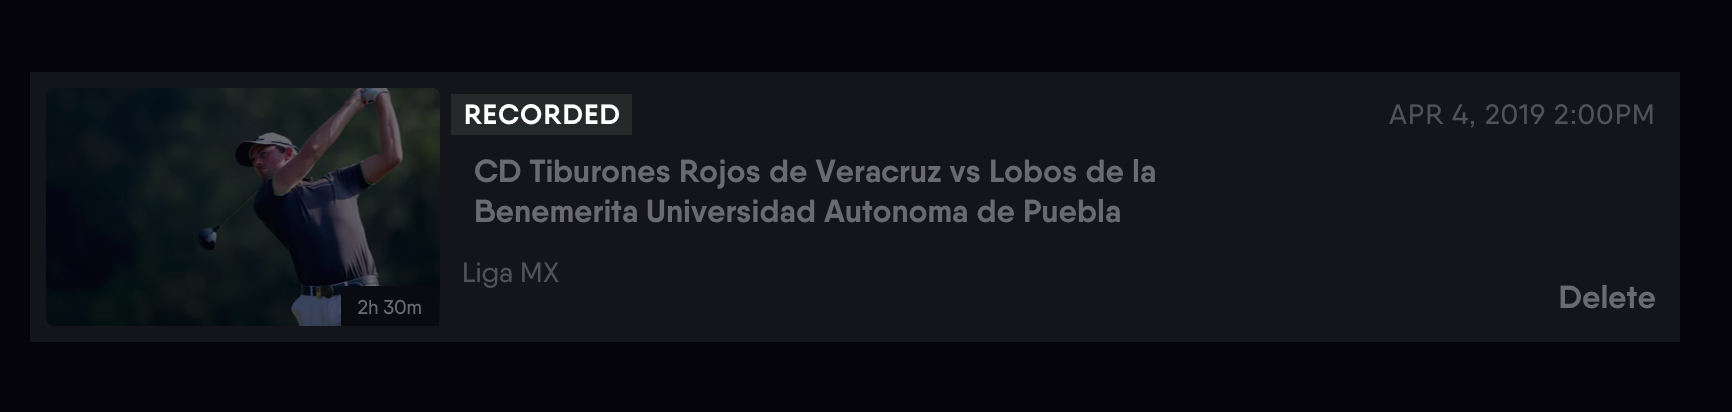 RECORDED
APR 4, 2019 2:00PM
CD Tiburones Rojos de Veracruz vs Lobos de la
Benemerita Universidad Autonoma de Puebla
Liga MX
2h 30m
Delete